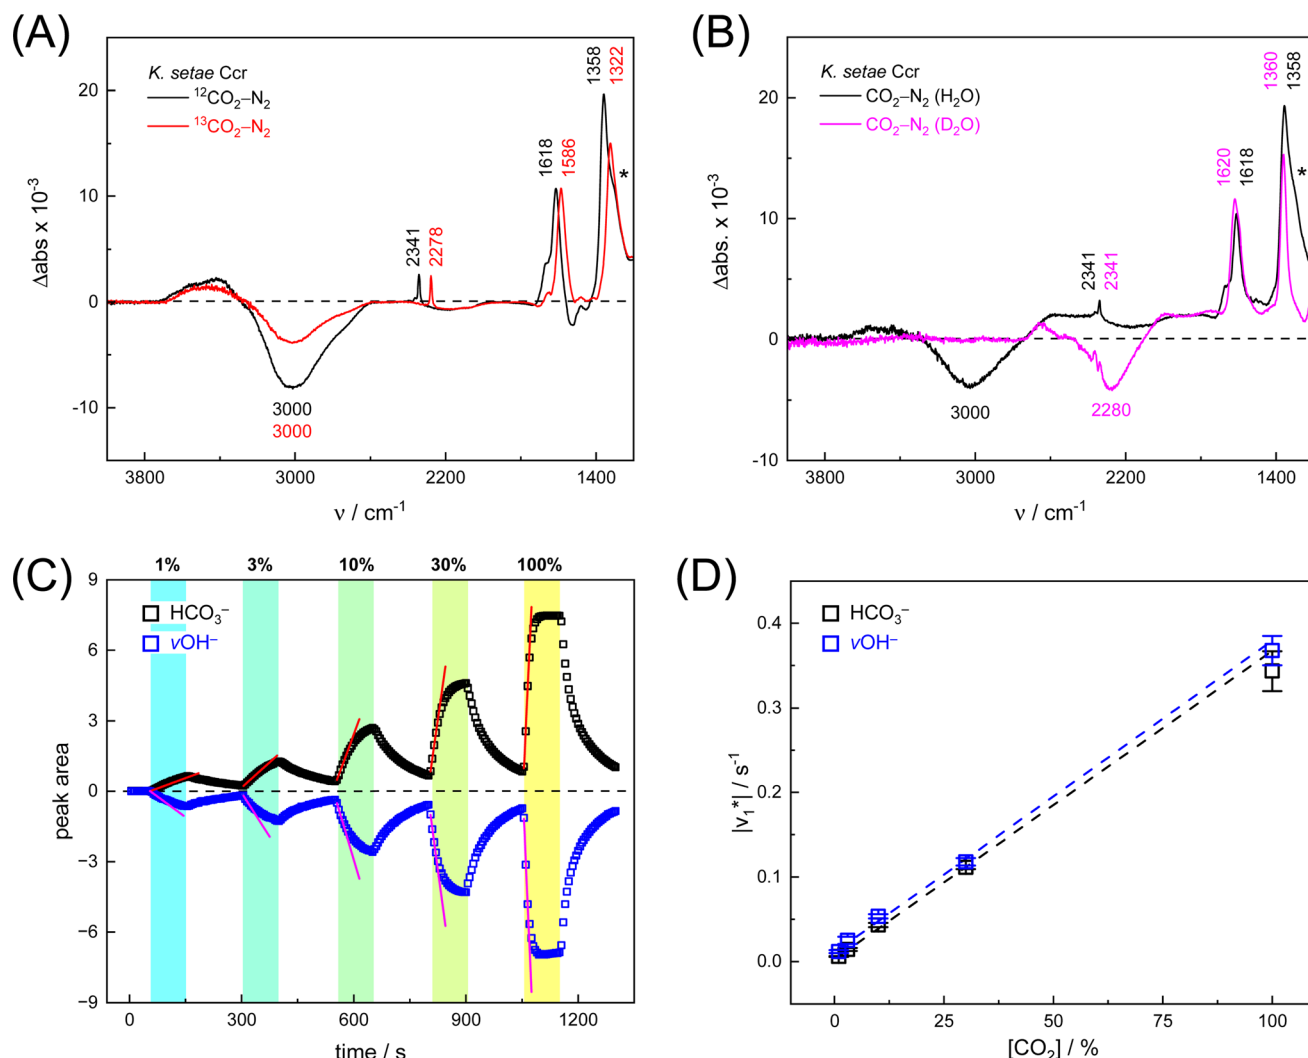 (A)
K. setae Ccr
¹²CO₂–N₂
¹³CO₂–N₂
2341
2278
1618
1586
1358
1322
*
3000
3000
20
10
0
-10
Δabs x 10⁻³
3800
3000
2200
1400
ν / cm⁻¹
(B)
K. setae Ccr
CO₂–N₂ (H₂O)
CO₂–N₂ (D₂O)
2341
2341
1620
1618
1360
1358
*
3000
2280
20
10
0
-10
Δabs. x 10⁻³
3800
3000
2200
1400
ν / cm⁻¹
(C)
1%
3%
10%
30%
100%
HCO₃⁻
νOH⁻
9
6
3
0
−3
−6
−9
peak area
0
300
600
900
1200
time / s
(D)
HCO₃⁻
νOH⁻
0.4
0.3
0.2
0.1
0.0
|v₁*| / s⁻¹
0
25
50
75
100
[CO₂] / %